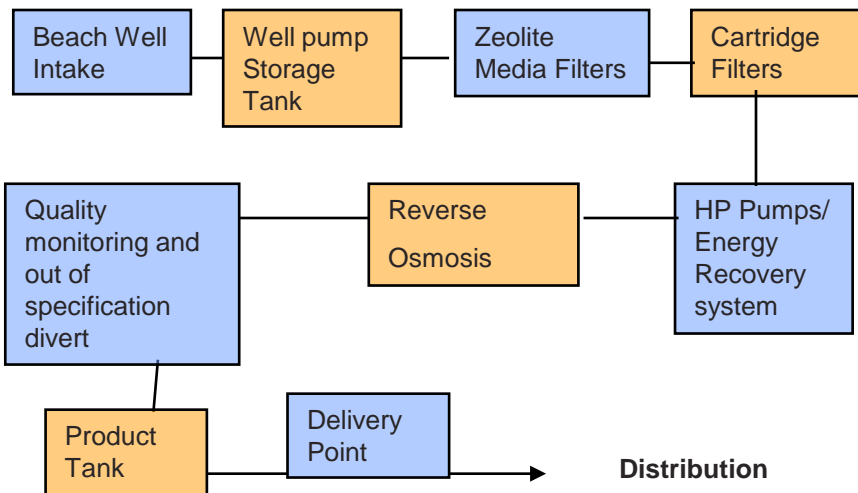 Beach Well
Intake
Well pump
Storage
Tank
Zeolite
Media Filters
Cartridge
Filters
HP Pumps/
Energy
Recovery
system
Reverse
Osmosis
Quality
monitoring and
out of
specification
divert
Product
Tank
Delivery
Point
Distribution